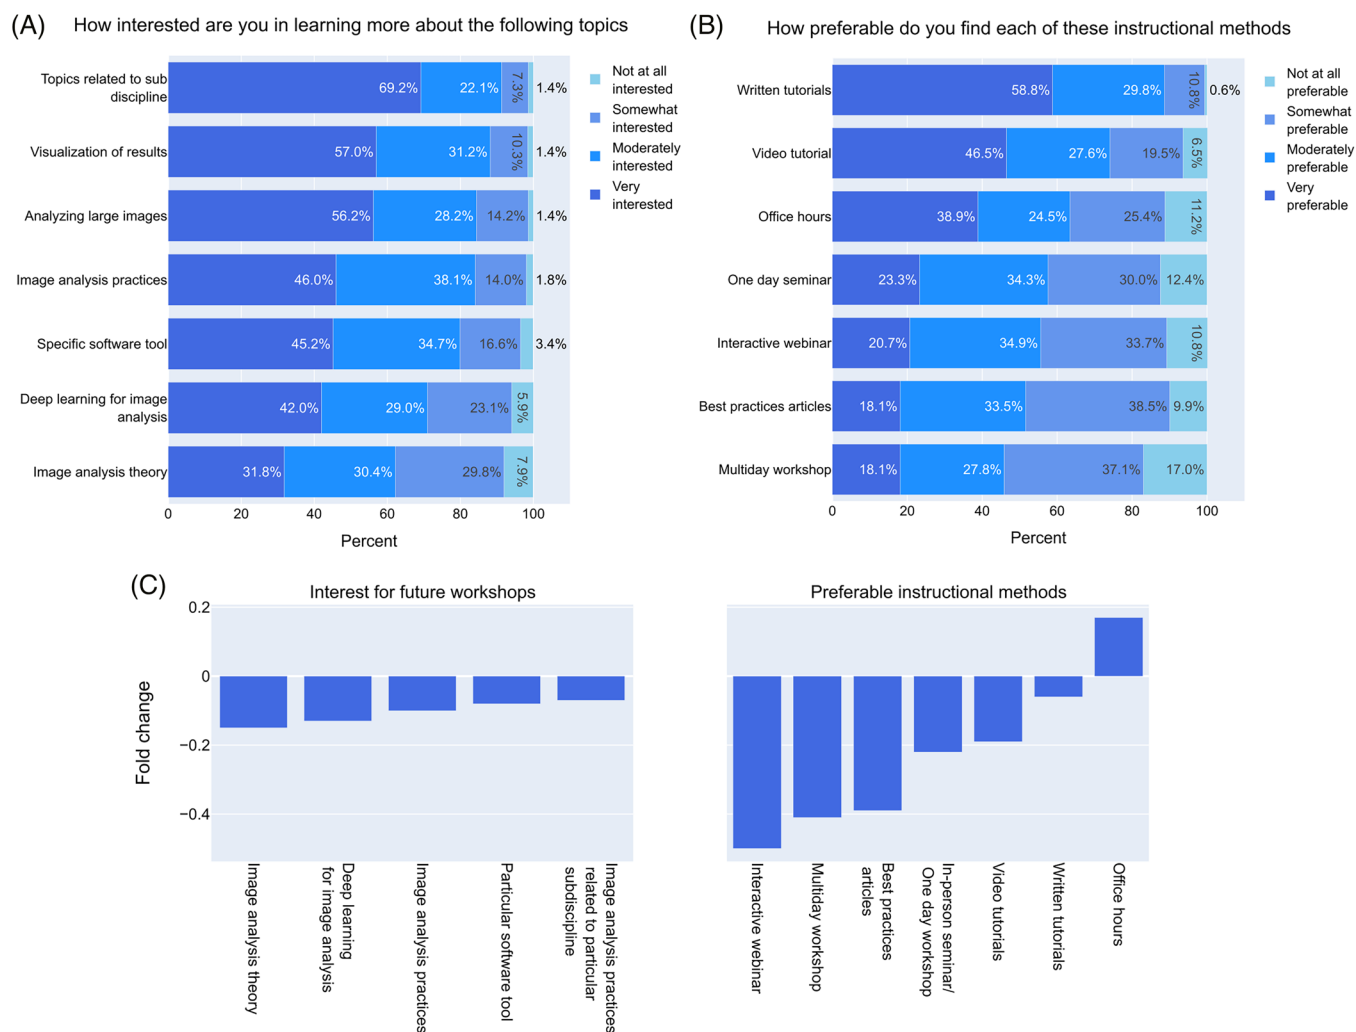 (A) How interested are you in learning more about the following topics
Topics related to sub
discipline
69.2% 22.1% 7.3% 1.4%
Visualization of results
57.0% 31.2% 10.3% 1.4%
Analyzing large images
56.2% 28.2% 14.2% 1.4%
Image analysis practices
46.0% 38.1% 14.0% 1.8%
Specific software tool
45.2% 34.7% 16.6% 3.4%
Deep learning for image
analysis
42.0% 29.0% 23.1% 5.9%
Image analysis theory
31.8% 30.4% 29.8% 7.9%
0 20 40 60 80 100
Percent
Not at all
interested
Somewhat
interested
Moderately
interested
Very
interested
(B) How preferable do you find each of these instructional methods
Written tutorials
58.8% 29.8% 10.8% 0.6%
Video tutorial
46.5% 27.6% 19.5% 6.5%
Office hours
38.9% 24.5% 25.4% 11.2%
One day seminar
23.3% 34.3% 30.0% 12.4%
Interactive webinar
20.7% 34.9% 33.7% 10.8%
Best practices articles
18.1% 33.5% 38.5% 9.9%
Multiday workshop
18.1% 27.8% 37.1% 17.0%
0 20 40 60 80 100
Percent
Not at all
preferable
Somewhat
preferable
Moderately
preferable
Very
preferable
(C)
Interest for future workshops
Fold change
0.2
0
−0.2
−0.4
Image analysis theory
Deep learning
for image analysis
Image analysis practices
Particular software tool
Image analysis practices
related to particular
subdiscipline
Preferable instructional methods
Interactive webinar
Multiday workshop
Best practices
articles
In-person seminar/
One day workshop
Video tutorials
Written tutorials
Office hours